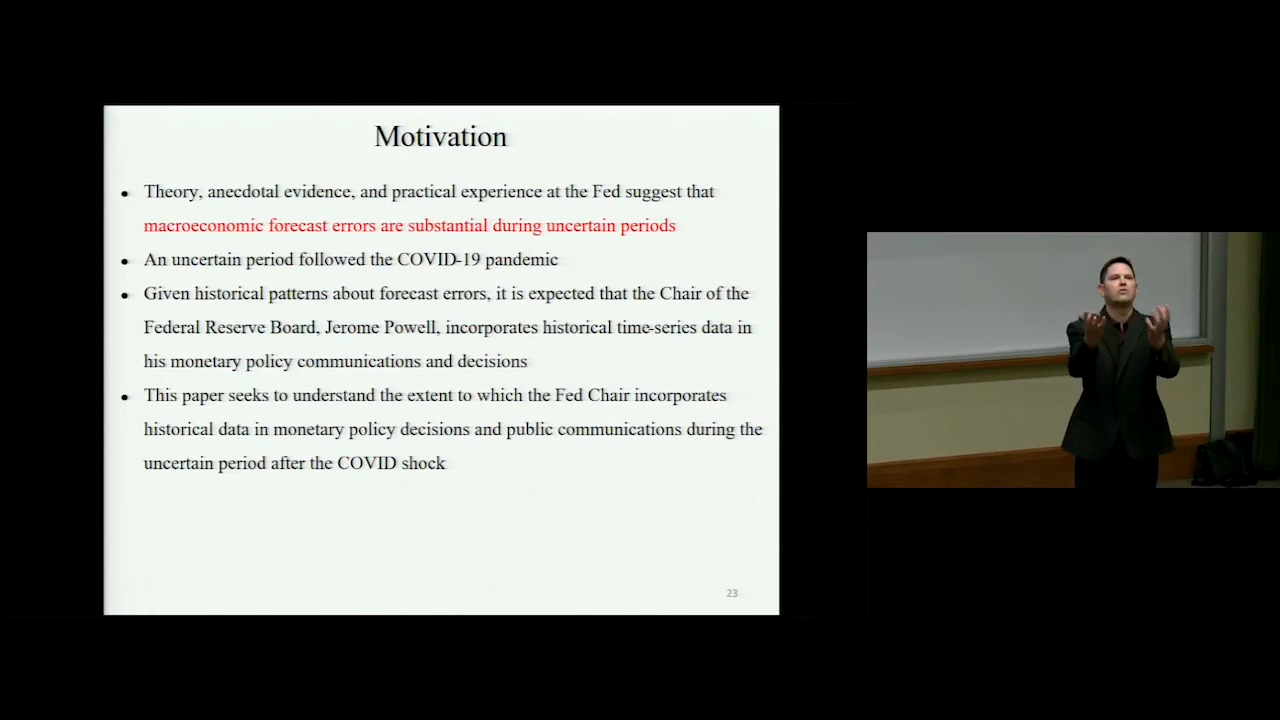 Motivation
• Theory, anecdotal evidence, and practical experience at the Fed suggest that
macroeconomic forecast errors are substantial during uncertain periods
• An uncertain period followed the COVID-19 pandemic
• Given historical patterns about forecast errors, it is expected that the Chair of the
Federal Reserve Board, Jerome Powell, incorporates historical time-series data in
his monetary policy communications and decisions
• This paper seeks to understand the extent to which the Fed Chair incorporates
historical data in monetary policy decisions and public communications during the
uncertain period after the COVID shock
23